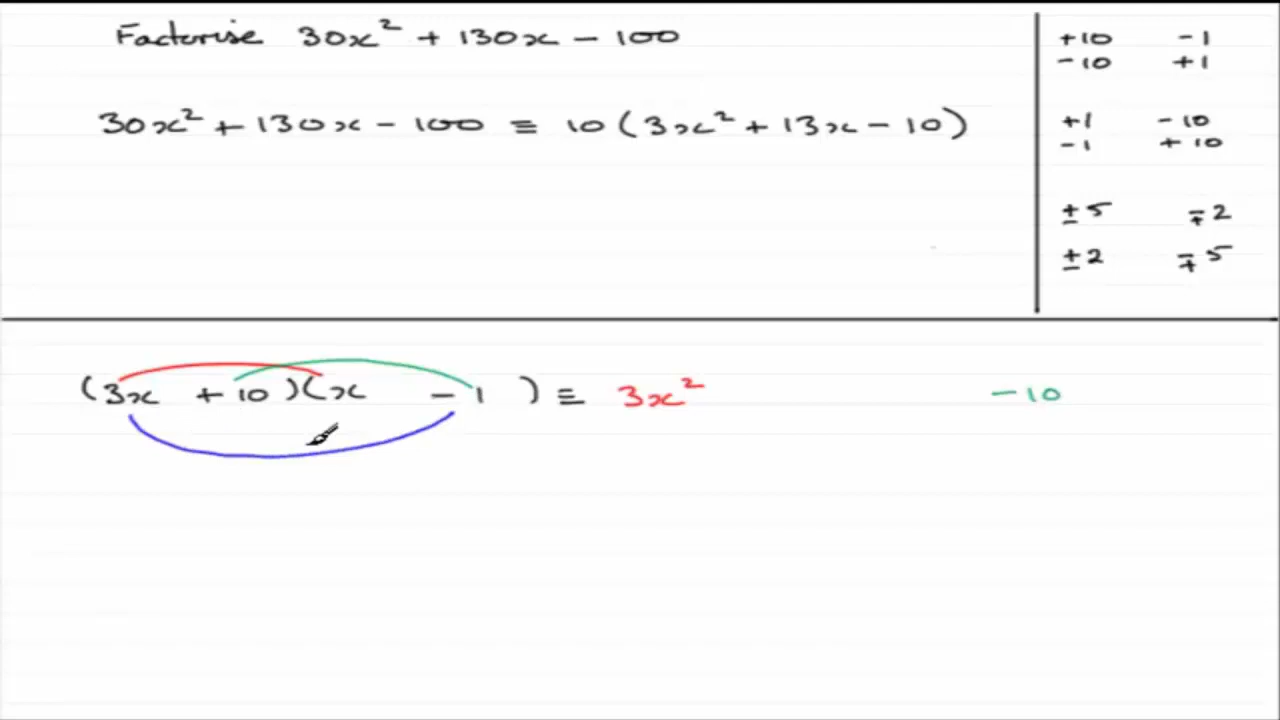 Factorise 30x² + 130x - 100
30x² + 130x - 100 ≡ 10(3x² + 13x - 10)
+10 -1
-10 +1
+1 -10
-1 +10
±5 ∓2
±2 ∓5
(3x +10)(x -1) ≡ 3x² -10